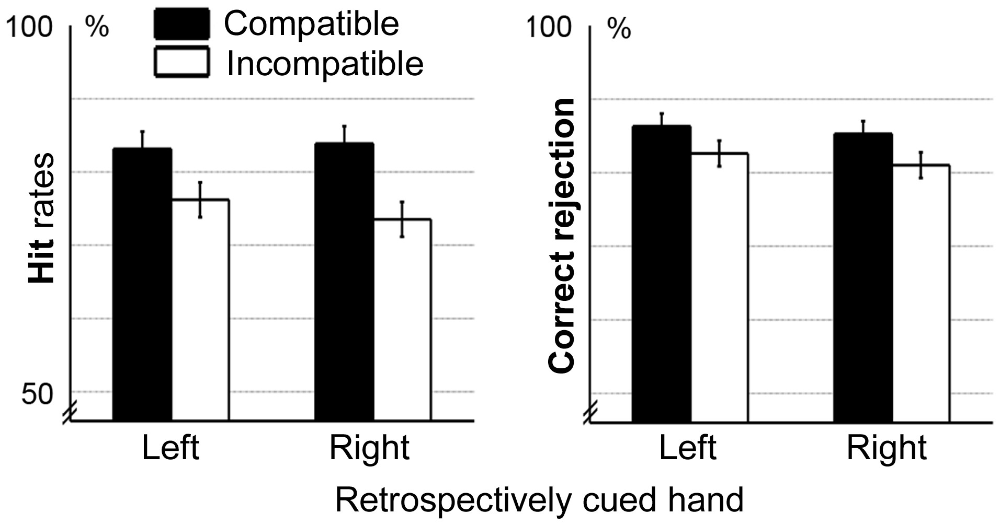 100 %
Compatible
Incompatible
Hit rates
50
Left Right
100 %
Correct rejection
Left Right
Retrospectively cued hand